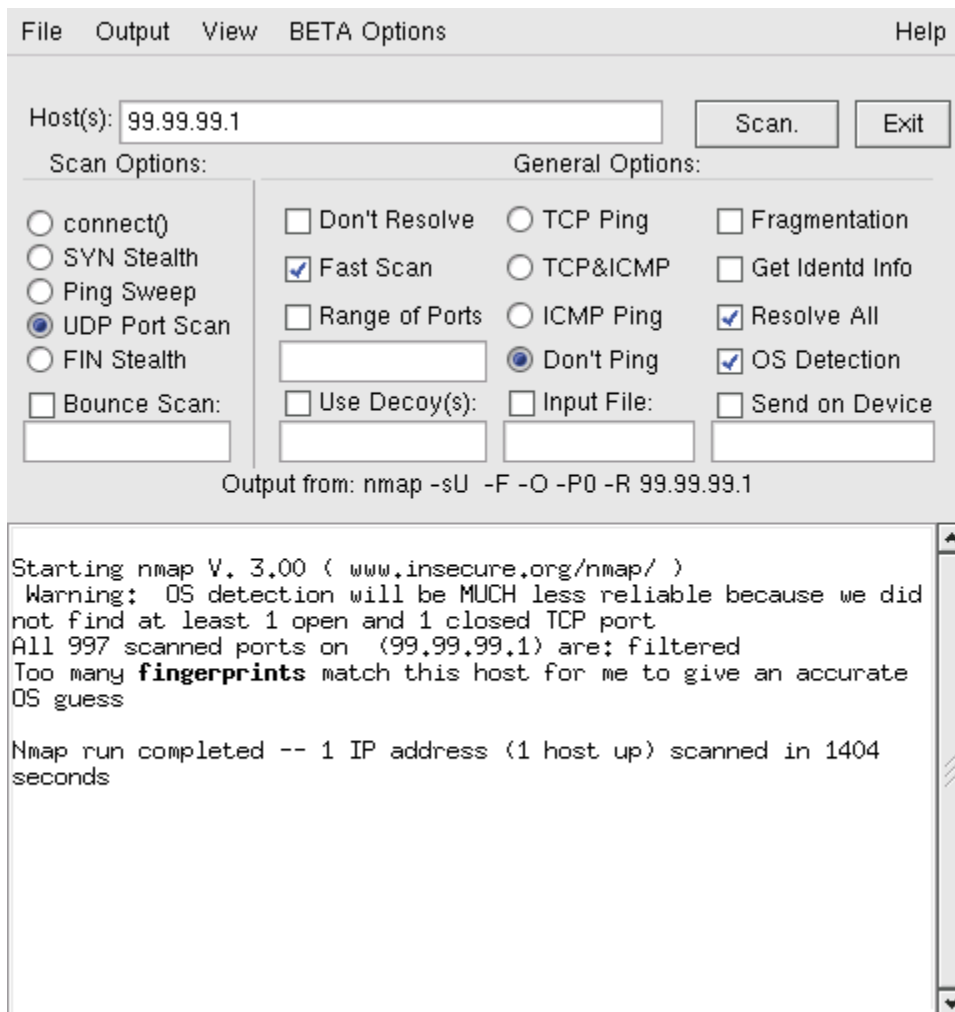 File Output View BETA Options Help
Host(s): 99.99.99.1 Scan. Exit
Scan Options: General Options:
connect() Don't Resolve TCP Ping Fragmentation
SYN Stealth Fast Scan TCP&ICMP Get Identd Info
Ping Sweep Range of Ports ICMP Ping Resolve All
UDP Port Scan Don't Ping OS Detection
FIN Stealth
Bounce Scan: Use Decoy(s): Input File: Send on Device
Output from: nmap -sU -F -O -P0 -R 99.99.99.1
Starting nmap V. 3.00 ( www.insecure.org/nmap/ )
Warning: OS detection will be MUCH less reliable because we did
not find at least 1 open and 1 closed TCP port
All 997 scanned ports on (99.99.99.1) are: filtered
Too many fingerprints match this host for me to give an accurate
OS guess
Nmap run completed -- 1 IP address (1 host up) scanned in 1404
seconds